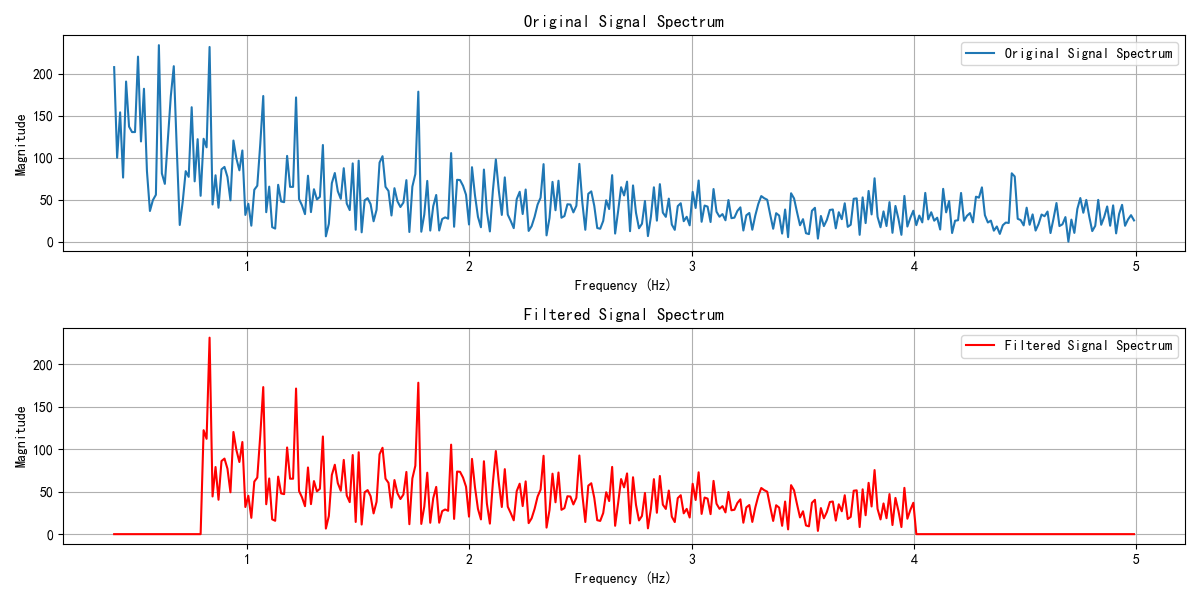 Original Signal Spectrum
Original Signal Spectrum
Magnitude
200
150
100
50
0
1
2
3
4
5
Frequency (Hz)
Filtered Signal Spectrum
Filtered Signal Spectrum
Magnitude
200
150
100
50
0
1
2
3
4
5
Frequency (Hz)